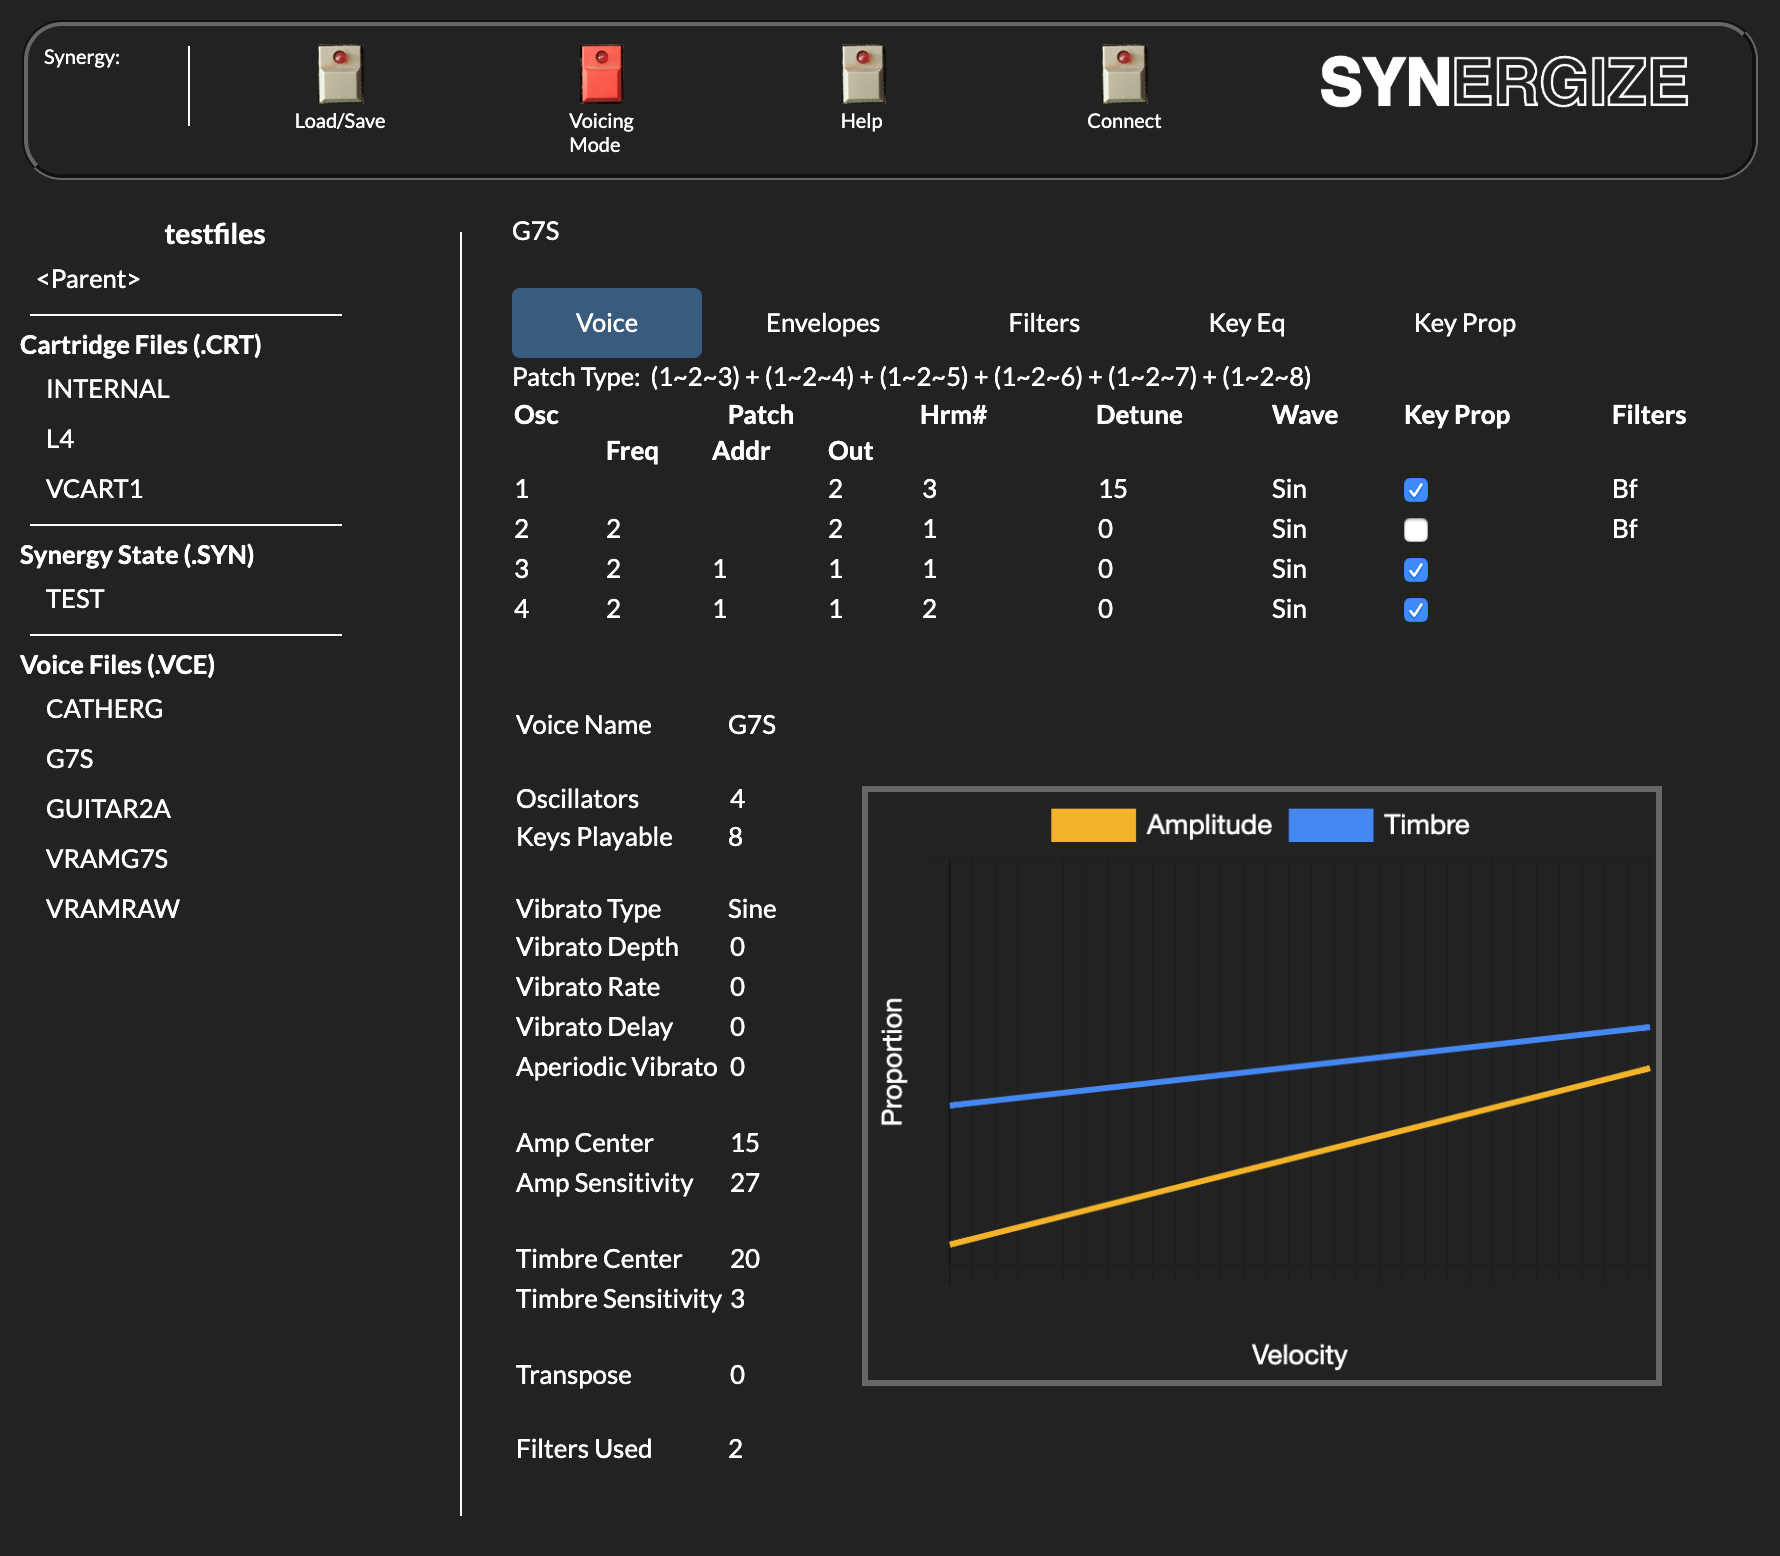 Synergy:
Load/Save
Voicing
Mode
Help
Connect
SYNERGIZE
testfiles
<Parent>
Cartridge Files (.CRT)
INTERNAL
L4
VCART1
Synergy State (.SYN)
TEST
Voice Files (.VCE)
CATHERG
G7S
GUITAR2A
VRAMG7S
VRAMRAW
G7S
Voice Envelopes Filters Key Eq Key Prop
Patch Type: (1~2~3) + (1~2~4) + (1~2~5) + (1~2~6) + (1~2~7) + (1~2~8)
Osc Patch Hrm# Detune Wave Key Prop Filters
Freq Addr Out
1 2 3 15 Sin Bf
2 2 2 1 0 Sin Bf
3 2 1 1 1 0 Sin
4 2 1 1 2 0 Sin
Voice Name G7S
Oscillators 4
Keys Playable 8
Vibrato Type Sine
Vibrato Depth 0
Vibrato Rate 0
Vibrato Delay 0
Aperiodic Vibrato 0
Amp Center 15
Amp Sensitivity 27
Timbre Center 20
Timbre Sensitivity 3
Transpose 0
Filters Used 2
Amplitude Timbre
Proportion
Velocity